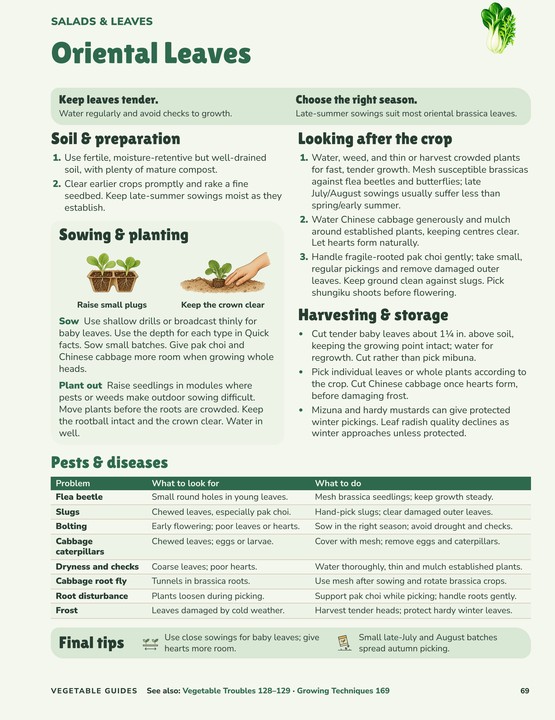 SALADS & LEAVES
Oriental Leaves
Keep leaves tender.
Water regularly and avoid checks to growth.
Choose the right season.
Late-summer sowings suit most oriental brassica leaves.
Soil & preparation
1. Use fertile, moisture-retentive but well-drained
soil, with plenty of mature compost.
2. Clear earlier crops promptly and rake a fine
seedbed. Keep late-summer sowings moist as they
establish.
Sowing & planting
Raise small plugs
Keep the crown clear
Sow Use shallow drills or broadcast thinly for
baby leaves. Use the depth for each type in Quick
facts. Sow small batches. Give pak choi and
Chinese cabbage more room when growing whole
heads.
Plant out Raise seedlings in modules where
pests or weeds make outdoor sowing difficult.
Move plants before the roots are crowded. Keep
the rootball intact and the crown clear. Water in
well.
Looking after the crop
1. Water, weed, and thin or harvest crowded plants
for fast, tender growth. Mesh susceptible brassicas
against flea beetles and butterflies; late
July/August sowings usually suffer less than
spring/early summer.
2. Water Chinese cabbage generously and mulch
around established plants, keeping centres clear.
Let hearts form naturally.
3. Handle fragile-rooted pak choi gently; take small,
regular pickings and remove damaged outer
leaves. Keep ground clean against slugs. Pick
shungiku shoots before flowering.
Harvesting & storage
• Cut tender baby leaves about 1¼ in. above soil,
keeping the growing point intact; water for
regrowth. Cut rather than pick mibuna.
• Pick individual leaves or whole plants according to
the crop. Cut Chinese cabbage once hearts form,
before damaging frost.
• Mizuna and hardy mustards can give protected
winter pickings. Leaf radish quality declines as
winter approaches unless protected.
Pests & diseases
Problem What to look for What to do
Flea beetle Small round holes in young leaves. Mesh brassica seedlings; keep growth steady.
Slugs Chewed leaves, especially pak choi. Hand-pick slugs; clear damaged outer leaves.
Bolting Early flowering; poor leaves or hearts. Sow in the right season; avoid drought and checks.
Cabbage Chewed leaves; eggs or larvae. Cover with mesh; remove eggs and caterpillars.
caterpillars
Dryness and checks Coarse leaves; poor hearts. Water thoroughly, thin and mulch established plants.
Cabbage root fly Tunnels in brassica roots. Use mesh after sowing and rotate brassica crops.
Root disturbance Plants loosen during picking. Support pak choi while picking; handle roots gently.
Frost Leaves damaged by cold weather. Harvest tender heads; protect hardy winter leaves.
Final tips
Use close sowings for baby leaves; give
hearts more room.
Small late-July and August batches
spread autumn picking.
VEGETABLE GUIDES See also: Vegetable Troubles 128–129 · Growing Techniques 169
69